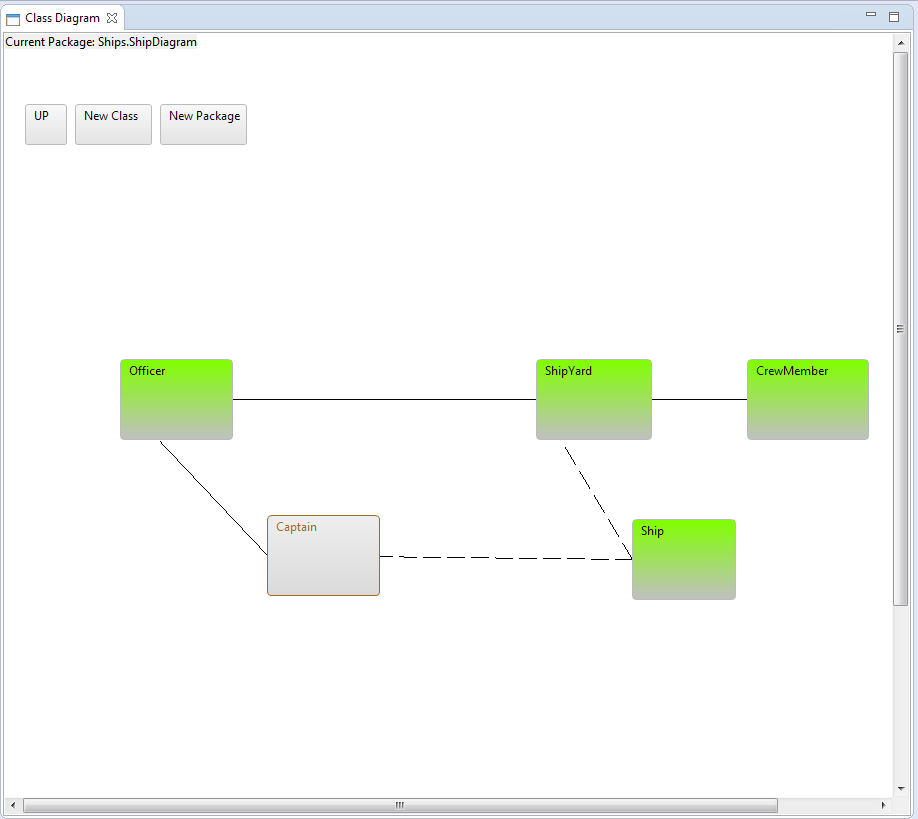 Class Diagram
Current Package: Ships.ShipDiagram
UP
New Class
New Package
Officer
ShipYard
CrewMember
Captain
Ship